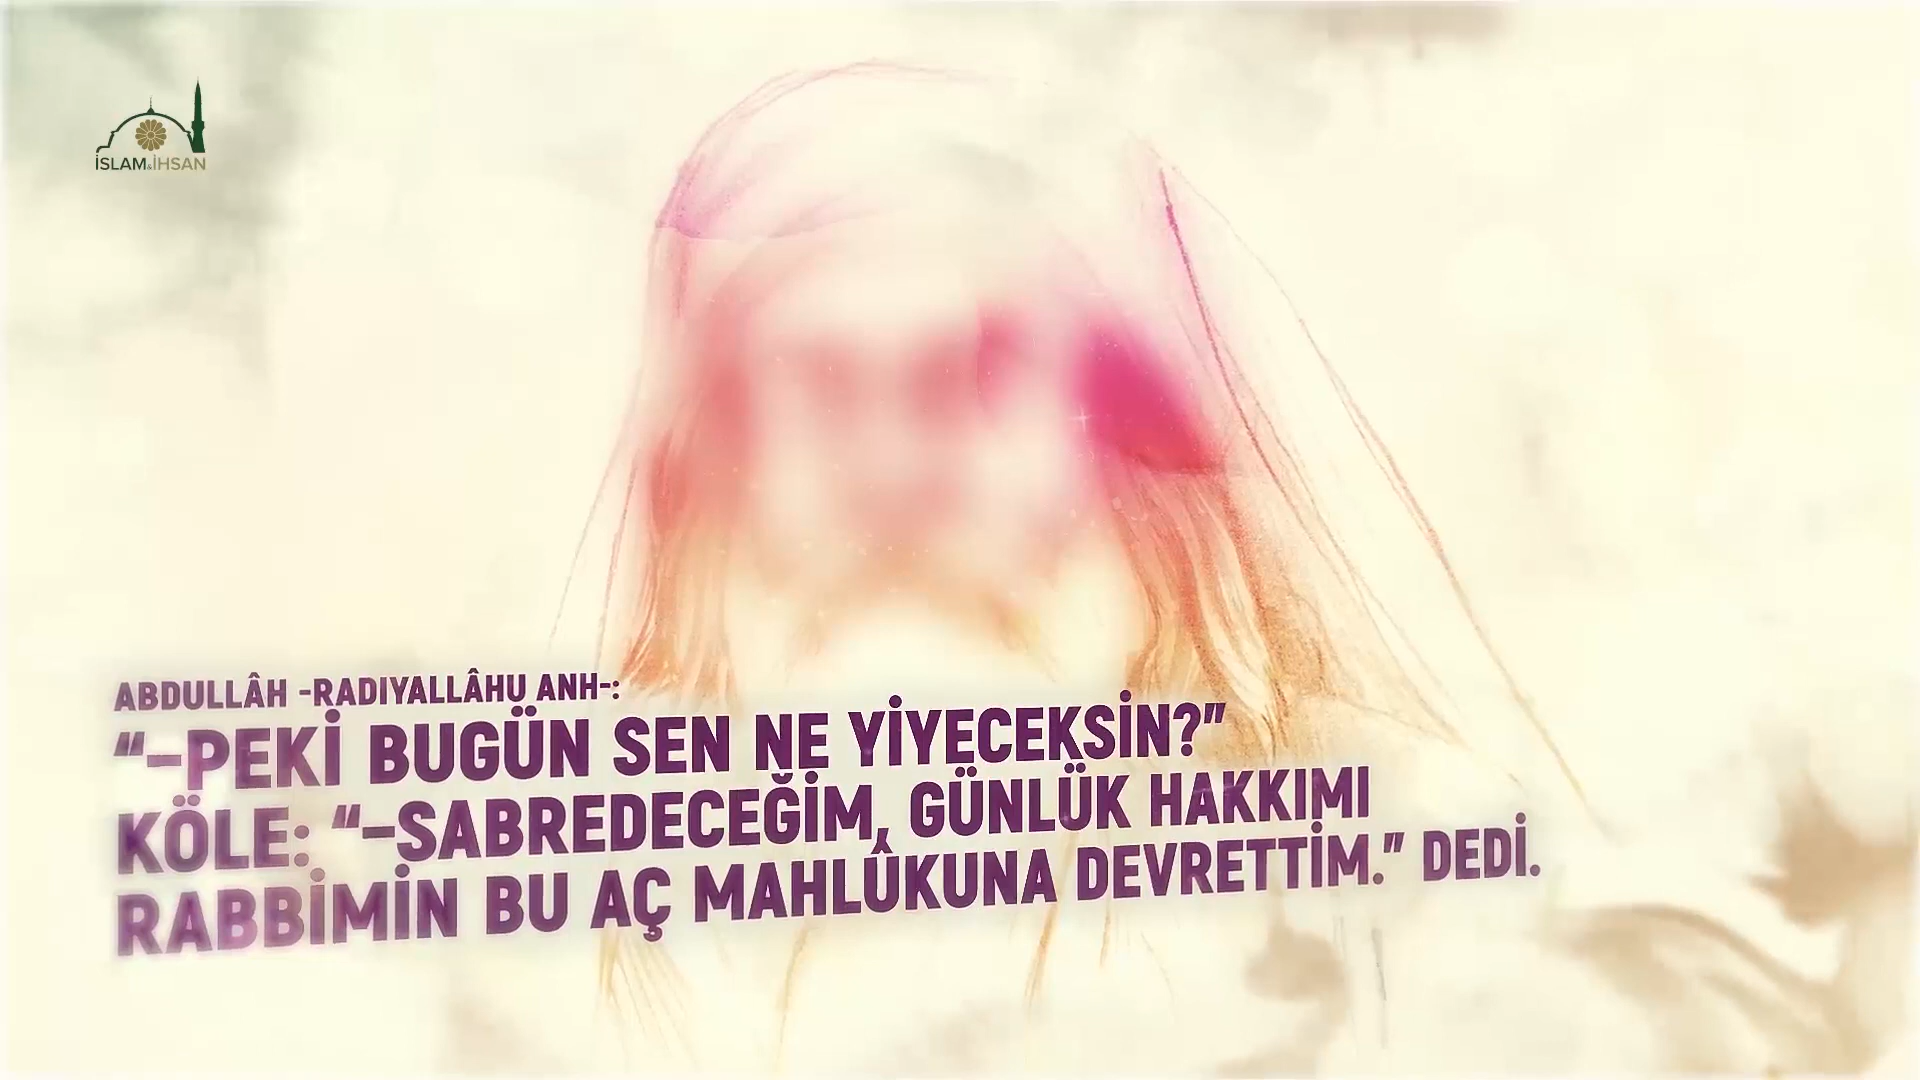 İSLAM&İHSAN
ABDULLÂH -RADIYALLÂHU ANH-:
“–PEKİ BUGÜN SEN NE YİYECEKSİN?”
KÖLE: “–SABREDECEĞİM, GÜNLÜK HAKKIMI
RABBİMİN BU AÇ MAHLÛKUNA DEVRETTİM.” DEDİ.